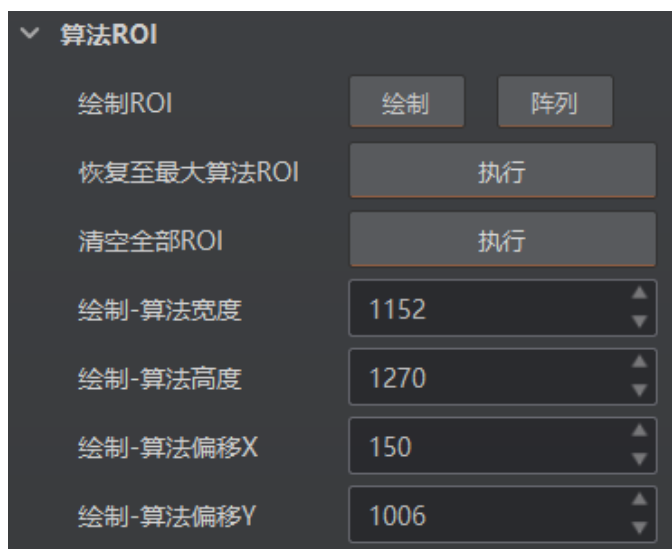 算法ROI
绘制ROI 绘制 阵列
恢复至最大算法ROI 执行
清空全部ROI 执行
绘制-算法宽度 1152
绘制-算法高度 1270
绘制-算法偏移X 150
绘制-算法偏移Y 1006